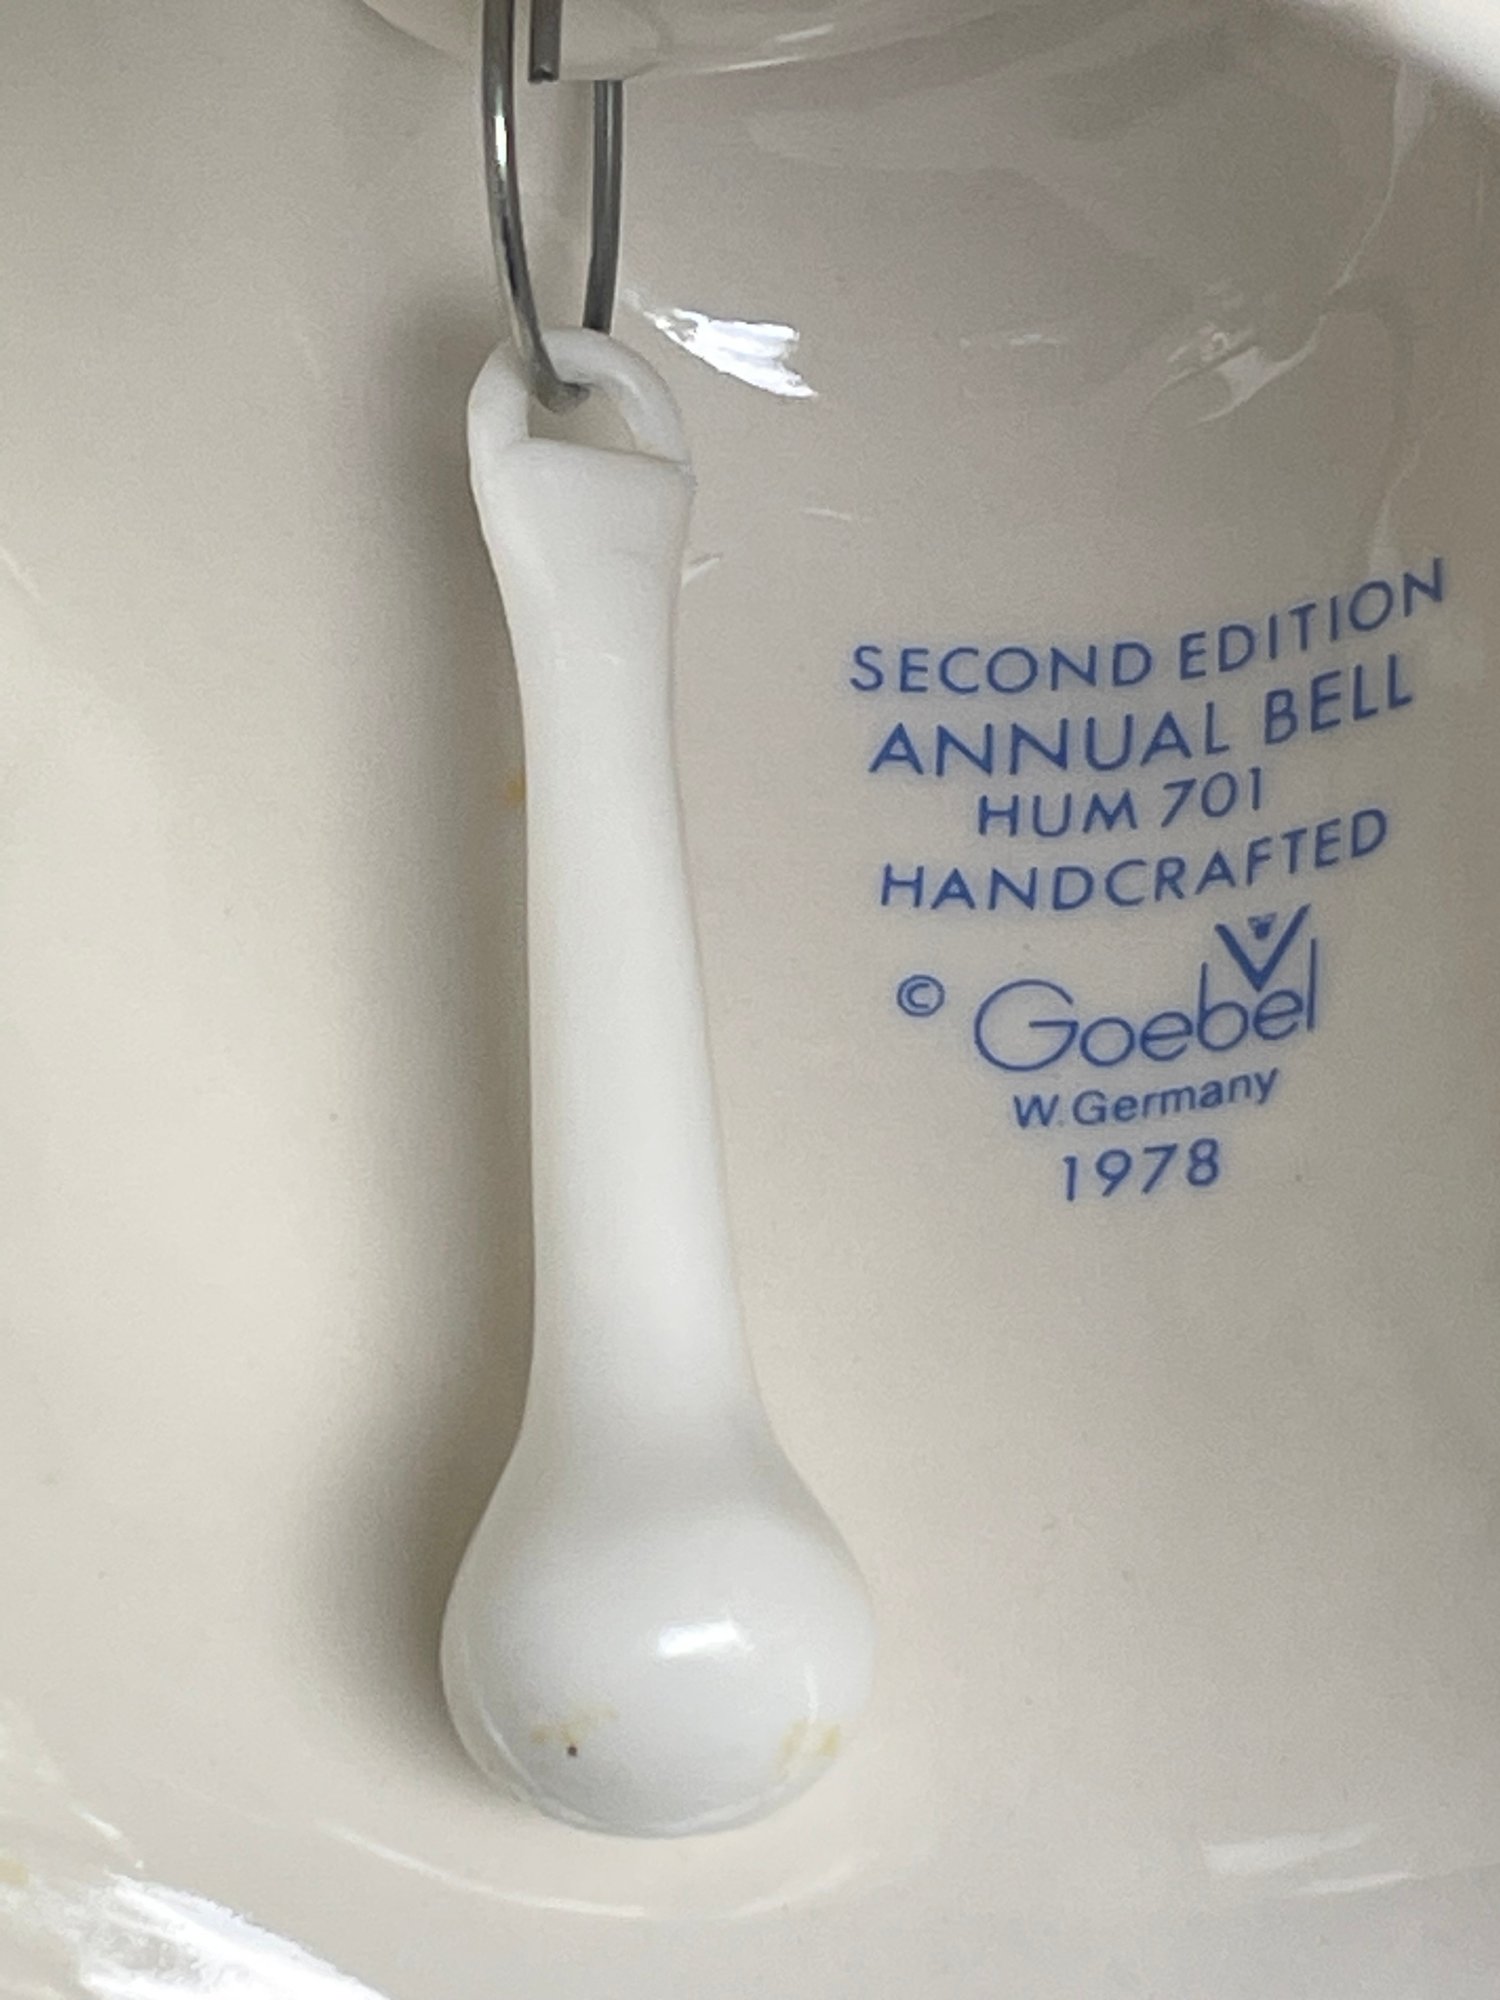 SECOND EDITION
ANNUAL BELL
HUM 701
HANDCRAFTED
© Goebel
W. Germany
1978